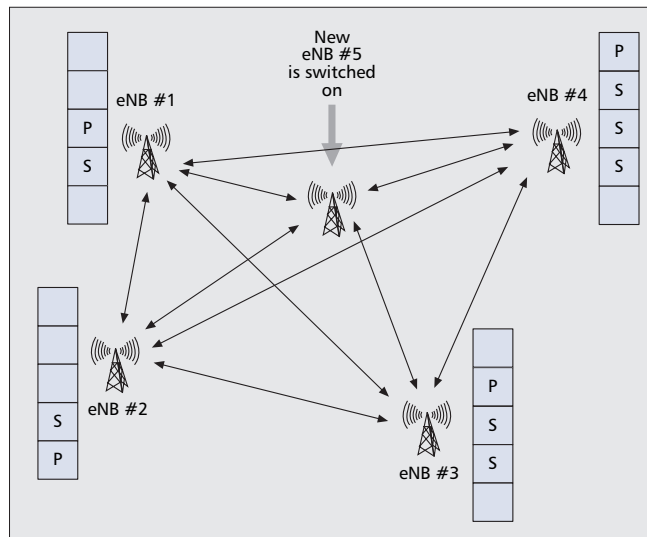 New
eNB #5
is switched
on
eNB #1
P
S
eNB #4
P
S
S
S
eNB #2
S
P
eNB #3
P
S
S